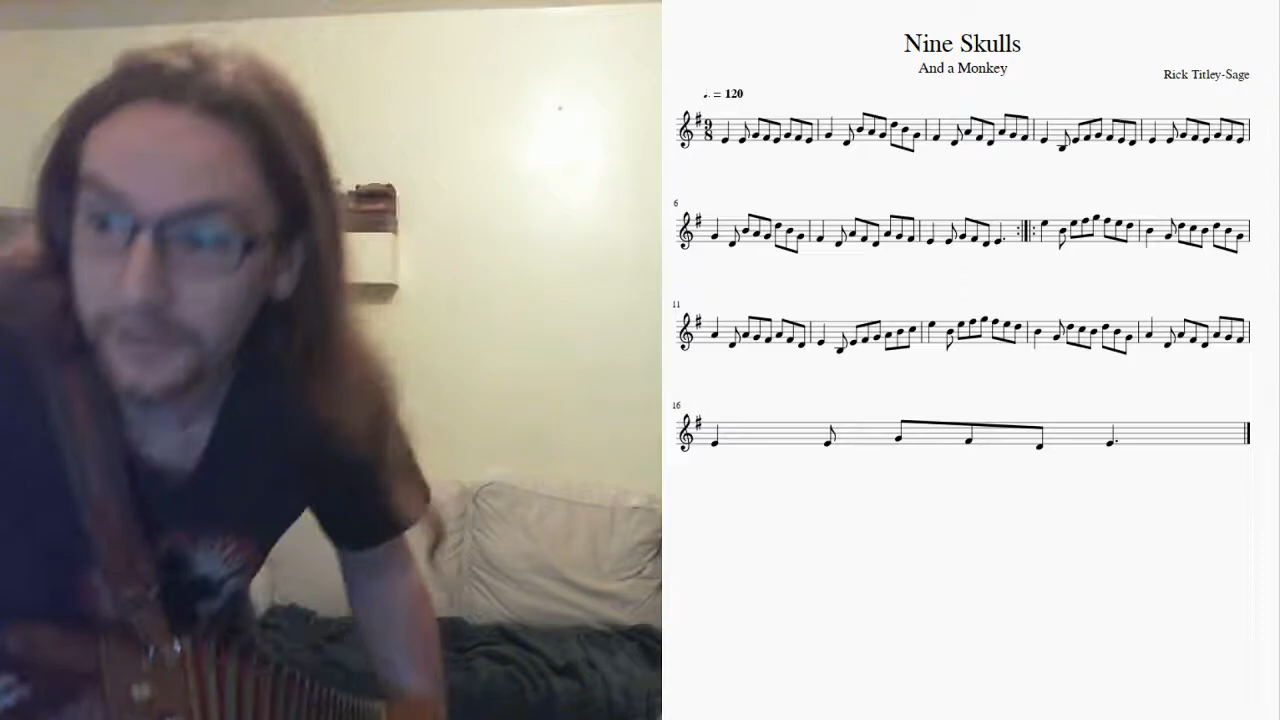 Nine Skulls
And a Monkey
Rick Titley-Sage
♩. = 120
9
8
6
11
16